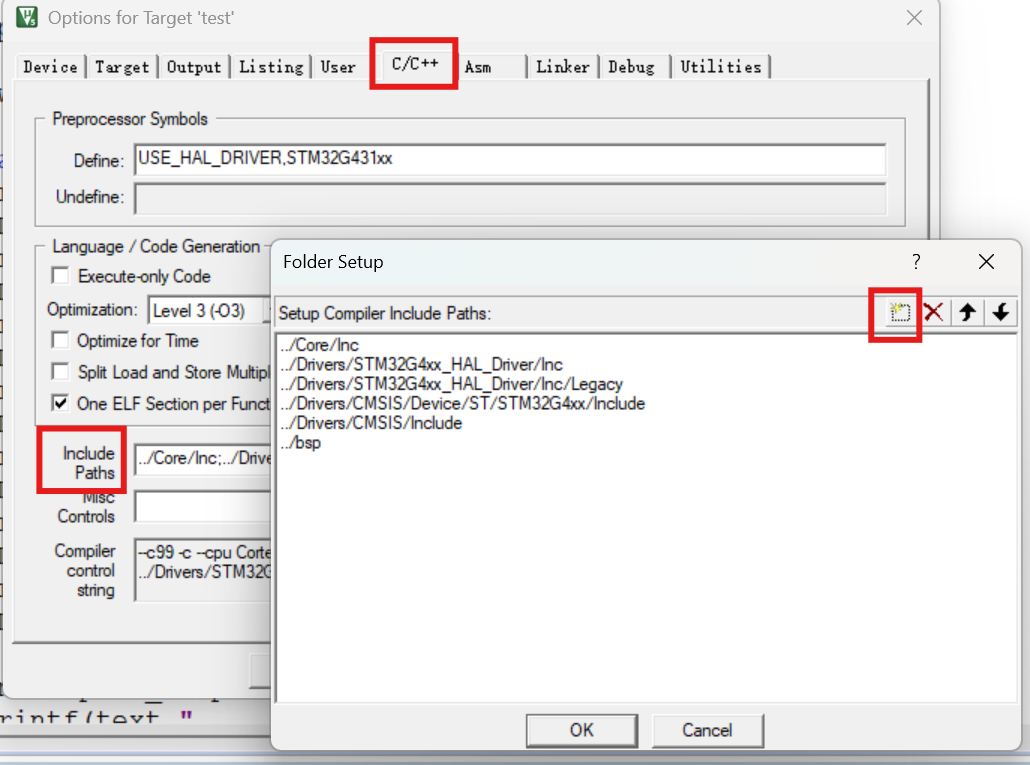 Options for Target 'test'
Device Target Output Listing User C/C++ Asm Linker Debug Utilities
Preprocessor Symbols
Define: USE_HAL_DRIVER,STM32G431xx
Undefine:
Language / Code Generation
Execute-only Code
Optimization: Level 3 (-O3)
Optimize for Time
Split Load and Store Multipl
One ELF Section per Funct
Include
Paths
../Core/Inc;../Drive
Misc
Controls
Compiler
control
string
--c99 -c --cpu Corte
../Drivers/STM32G
Folder Setup
?
Setup Compiler Include Paths:
../Core/Inc
../Drivers/STM32G4xx_HAL_Driver/Inc
../Drivers/STM32G4xx_HAL_Driver/Inc/Legacy
../Drivers/CMSIS/Device/ST/STM32G4xx/Include
../Drivers/CMSIS/Include
../bsp
OK Cancel
rintf(text "